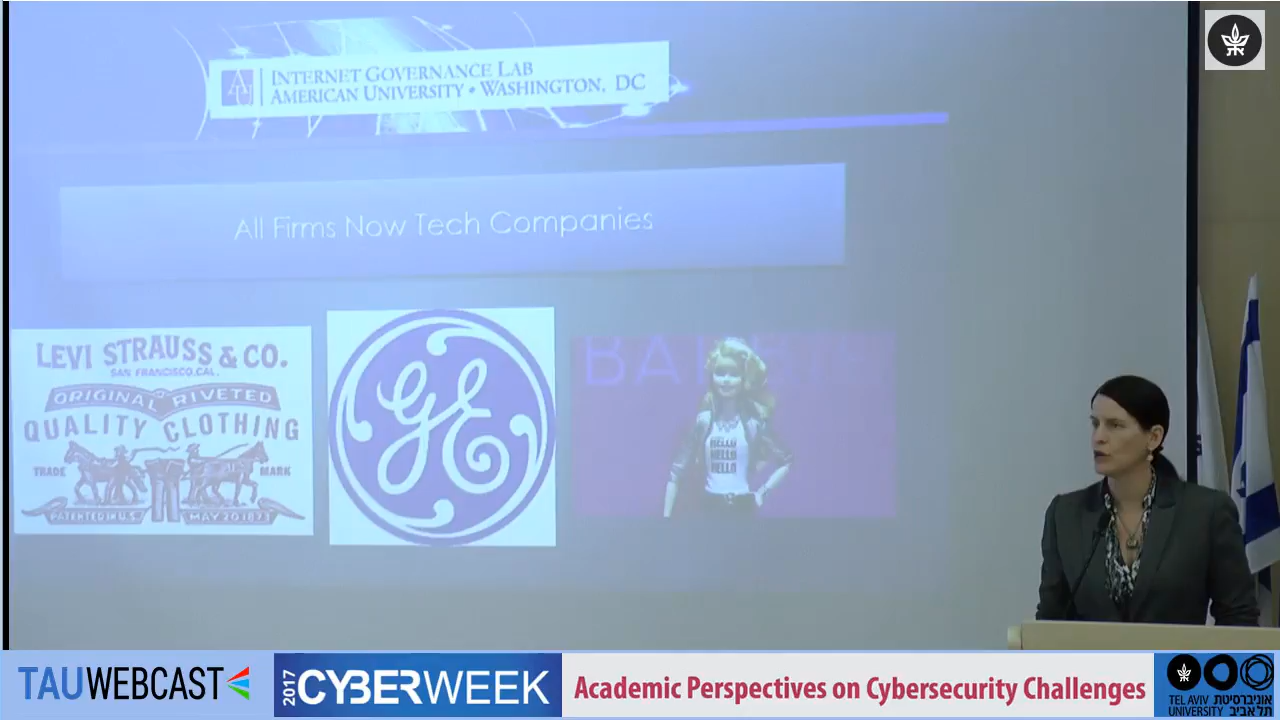 INTERNET GOVERNANCE LAB
AMERICAN UNIVERSITY • WASHINGTON, DC
All Firms Now Tech Companies
LEVI STRAUSS & CO.
SAN FRANCISCO, CAL.
ORIGINAL RIVETED
QUALITY CLOTHING
TRADE MARK
PATENTED IN U.S. MAY 20 1873
GE
HELLO
HELLO
HELLO
TAUWEBCAST
2017 CYBERWEEK
Academic Perspectives on Cybersecurity Challenges
TEL AVIV UNIVERSITY
אוניברסיטת תל אביב